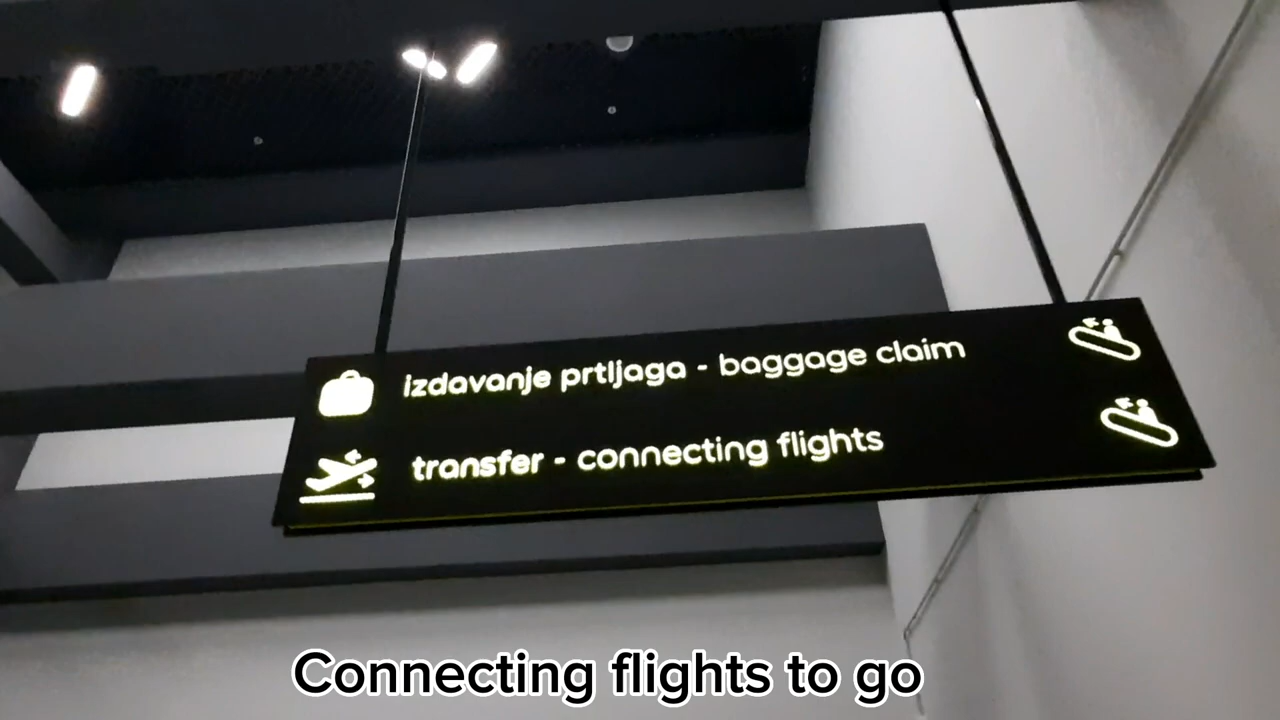 izdavanje prtljaga - baggage claim
transfer - connecting flights
Connecting flights to go